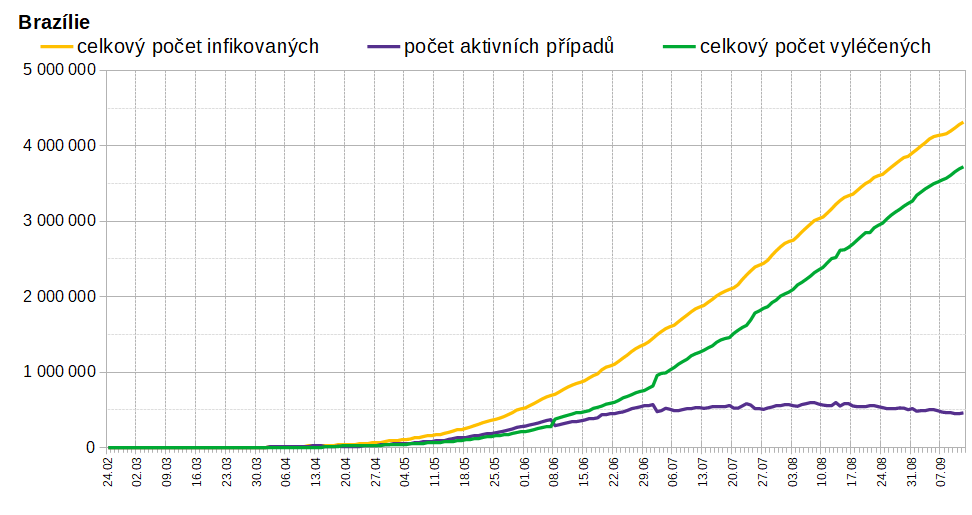 Brazílie
celkový počet infikovaných počet aktivních případů celkový počet vyléčených
5 000 000
4 000 000
3 000 000
2 000 000
1 000 000
0
24.02 02.03 09.03 16.03 23.03 30.03 06.04 13.04 20.04 27.04 04.05 11.05 18.05 25.05 01.06 08.06 15.06 22.06 29.06 06.07 13.07 20.07 27.07 03.08 10.08 17.08 24.08 31.08 07.09